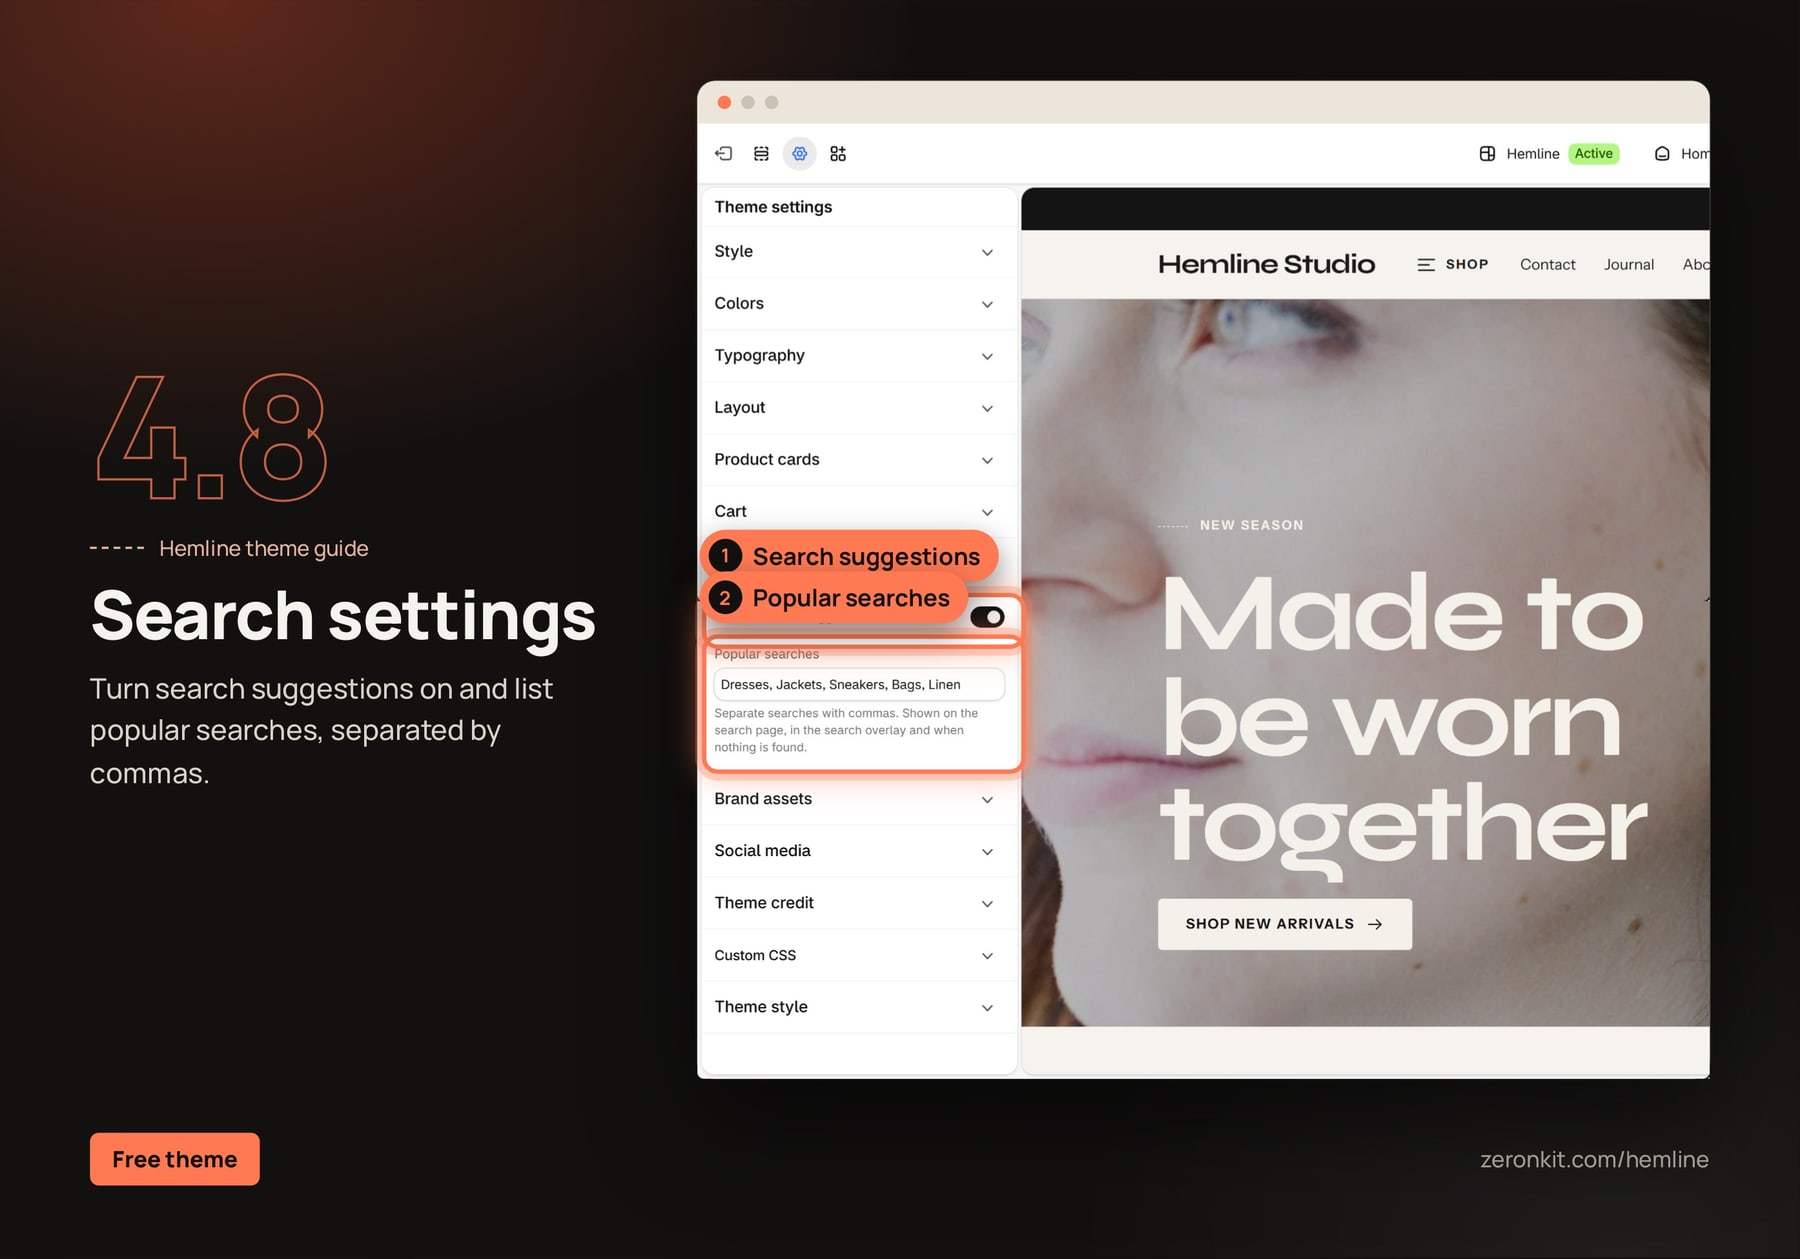 4.8
Hemline theme guide
Search settings
Turn search suggestions on and list
popular searches, separated by
commas.
Free theme
Hemline Active Hom
Theme settings
Style
Colors
Typography
Layout
Product cards
Cart
1 Search suggestions
2 Popular searches
Popular searches
Dresses, Jackets, Sneakers, Bags, Linen
Separate searches with commas. Shown on the
search page, in the search overlay and when
nothing is found.
Brand assets
Social media
Theme credit
Custom CSS
Theme style
Hemline Studio SHOP Contact Journal Abo
NEW SEASON
Made to
be worn
together
SHOP NEW ARRIVALS →
zeronkit.com/hemline